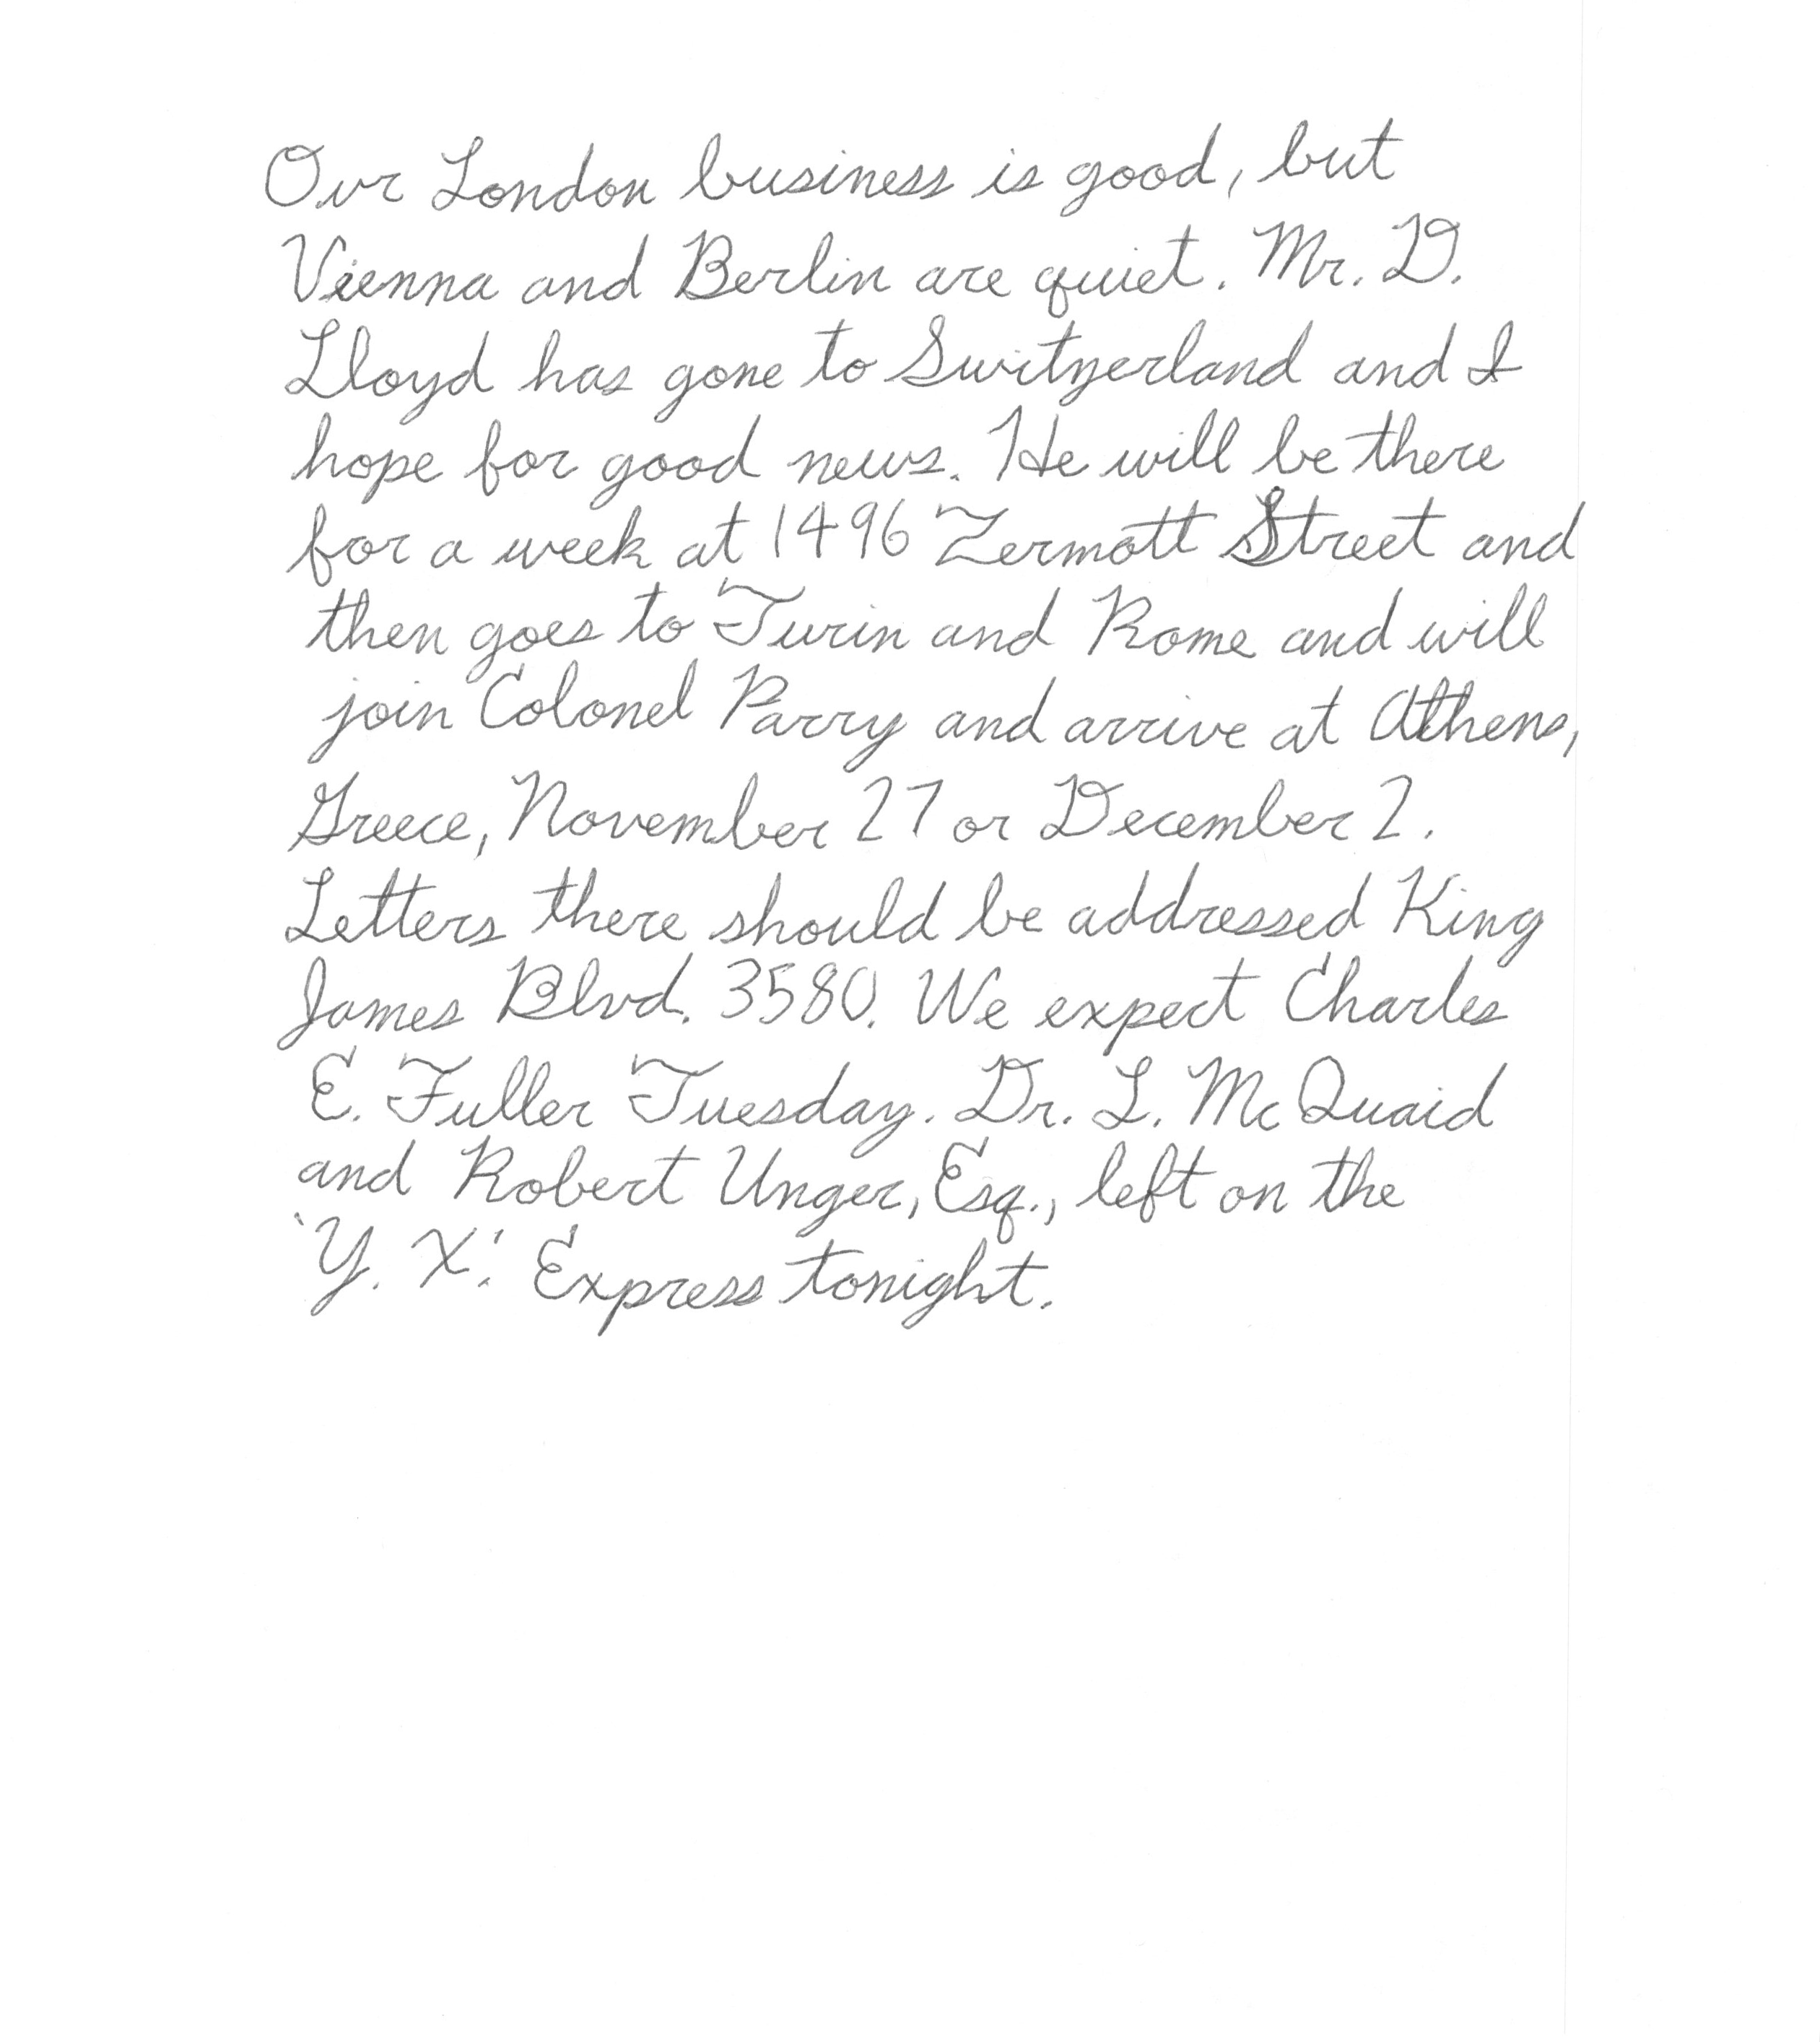 Our London business is good, but
Vienna and Berlin are quiet. Mr. D.
Lloyd has gone to Switzerland and I
hope for good news. He will be there
for a week at 1496 Zermott Street and
then goes to Turin and Rome and will
join Colonel Parry and arrive at Athens,
Greece, November 27 or December 2.
Letters there should be addressed King
James Blvd. 3580. We expect Charles
E. Fuller Tuesday. Dr. L. McQuaid
and Robert Unger, Esq., left on the
'Y. X.' Express tonight.